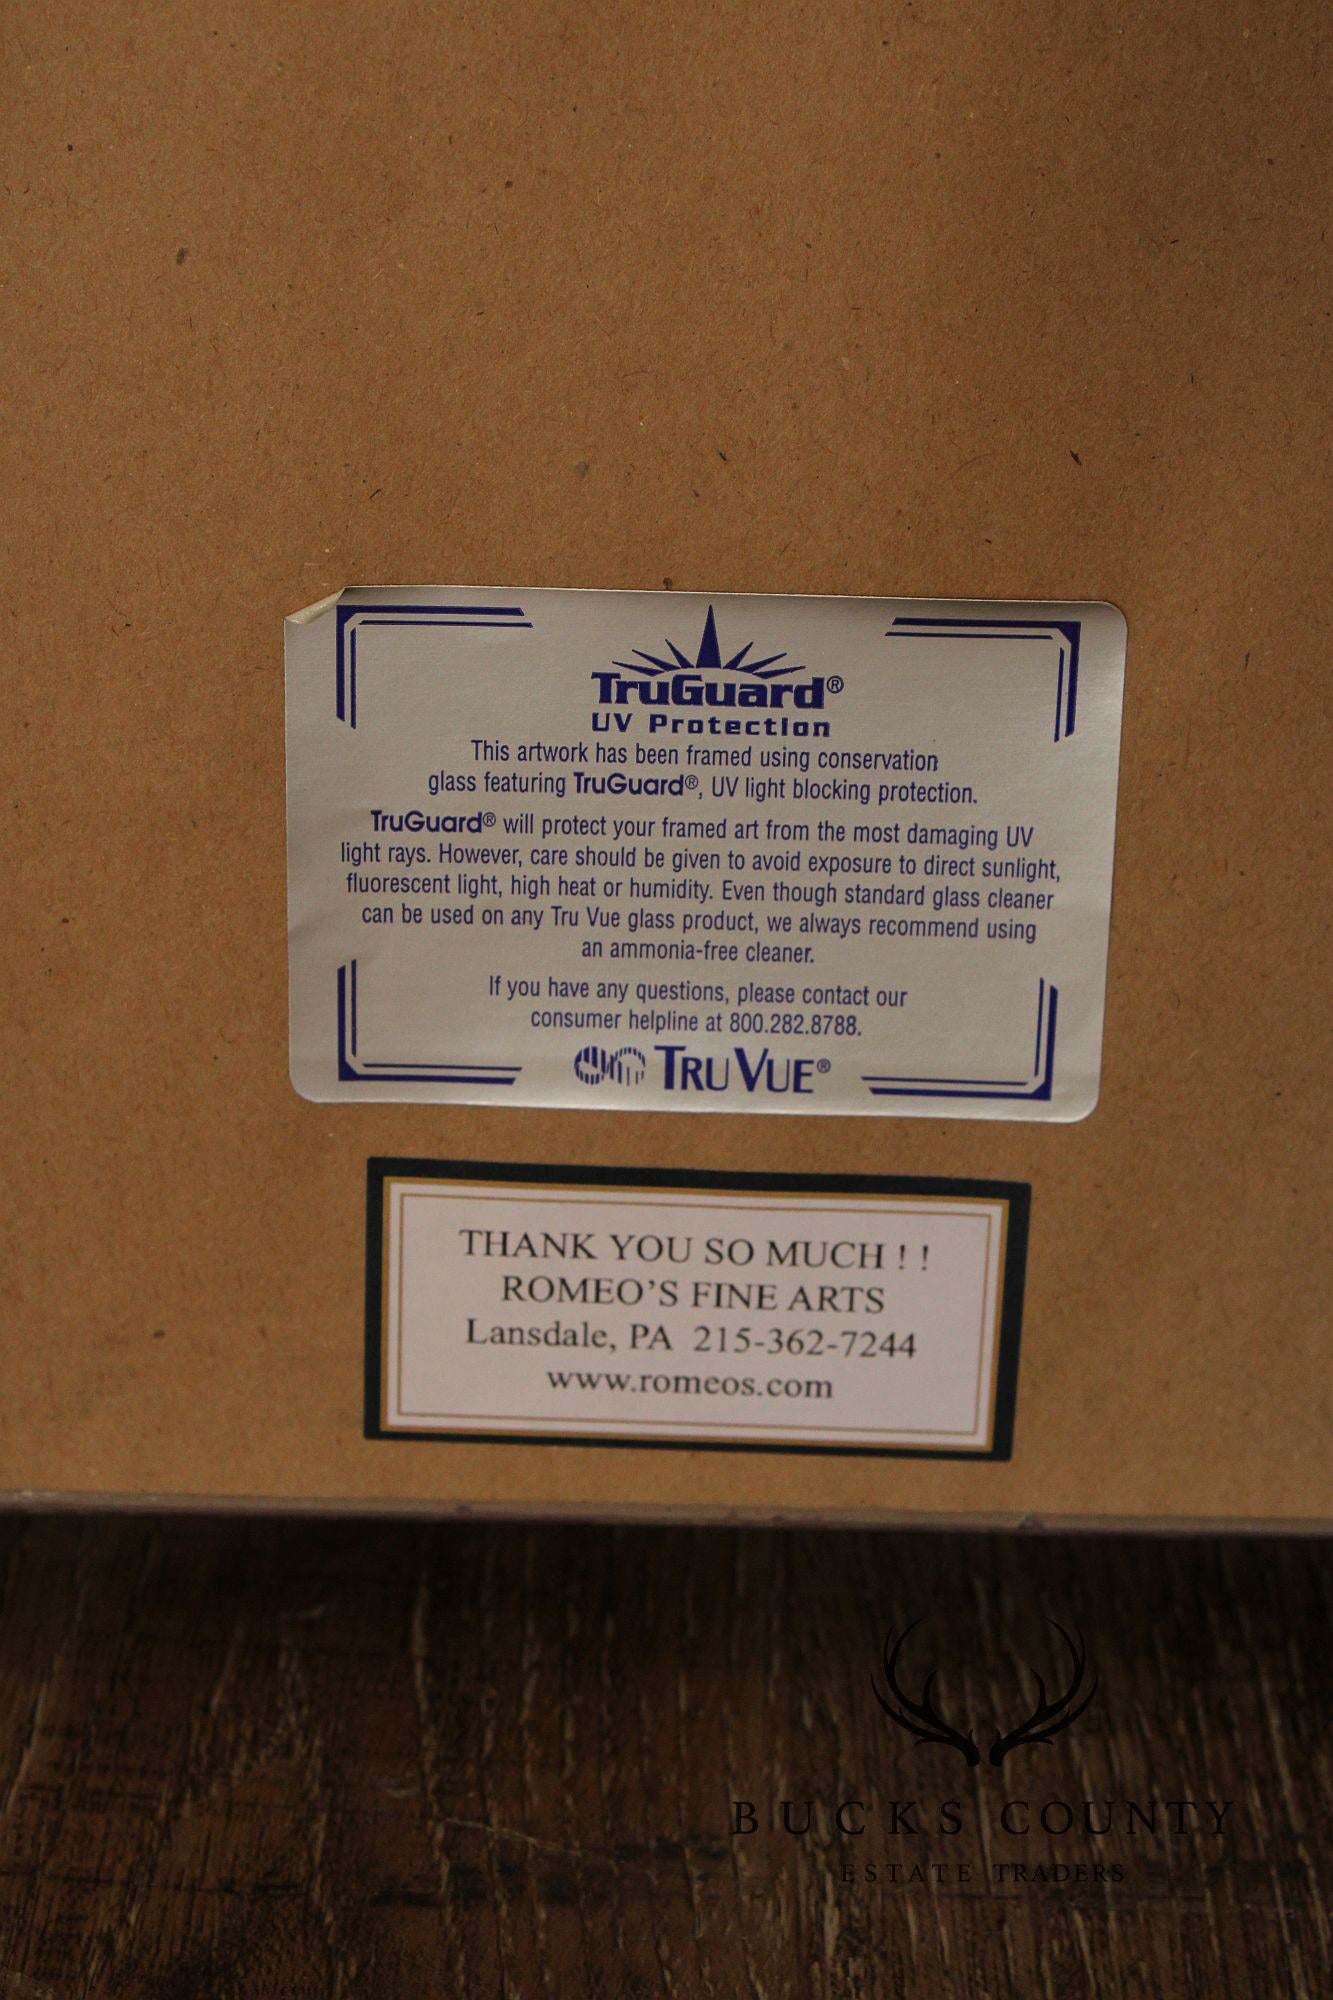 TruGuard®
UV Protection
This artwork has been framed using conservation
glass featuring TruGuard®, UV light blocking protection.
TruGuard® will protect your framed art from the most damaging UV
light rays. However, care should be given to avoid exposure to direct sunlight,
fluorescent light, high heat or humidity. Even though standard glass cleaner
can be used on any Tru Vue glass product, we always recommend using
an ammonia-free cleaner.
If you have any questions, please contact our
consumer helpline at 800.282.8788.
TRU VUE®
THANK YOU SO MUCH ! !
ROMEO'S FINE ARTS
Lansdale, PA 215-362-7244
www.romeos.com
BUCKS COUNTY
ESTATE TRADERS